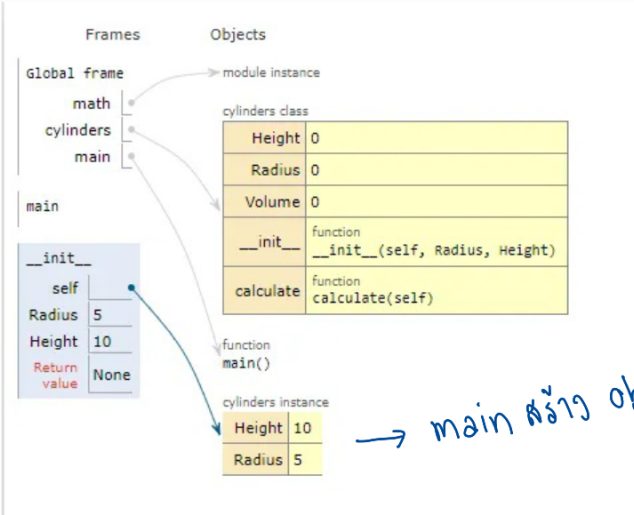 Frames Objects
Global frame
math
cylinders
main
module instance
cylinders class
Height 0
Radius 0
Volume 0
__init__ function
__init__(self, Radius, Height)
calculate function
calculate(self)
main
__init__
self
Radius 5
Height 10
Return
value None
function
main()
cylinders instance
Height 10
Radius 5
→ main สร้าง